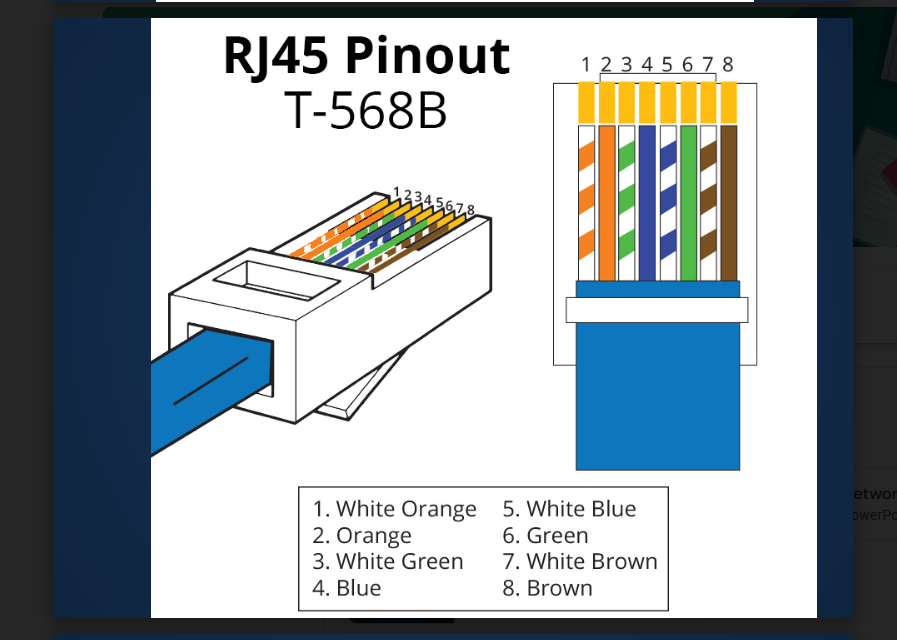 RJ45 Pinout
T-568B
1 2 3 4 5 6 7 8
1 2 3 4 5 6 7 8
1. White Orange
2. Orange
3. White Green
4. Blue
5. White Blue
6. Green
7. White Brown
8. Brown